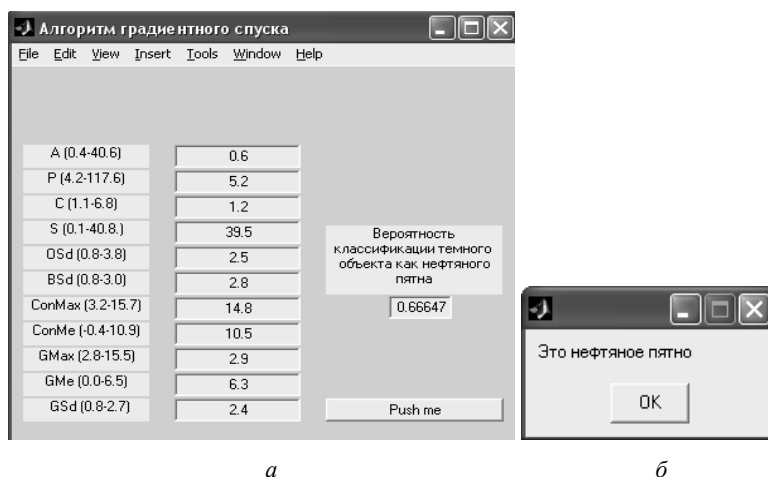 Алгоритм градиентного спуска
File Edit View Insert Tools Window Help
A (0.4-40.6) 0.6
P (4.2-117.6) 5.2
C (1.1-6.8) 1.2
S (0.1-40.8.) 39.5
OSd (0.8-3.8) 2.5
BSd (0.8-3.0) 2.8
ConMax (3.2-15.7) 14.8
ConMe (-0.4-10.9) 10.5
GMax (2.8-15.5) 2.9
GMe (0.0-6.5) 6.3
GSd (0.8-2.7) 2.4
Вероятность
классификации темного
объекта как нефтяного
пятна
0.66647
Push me
Это нефтяное пятно
OK
а
б